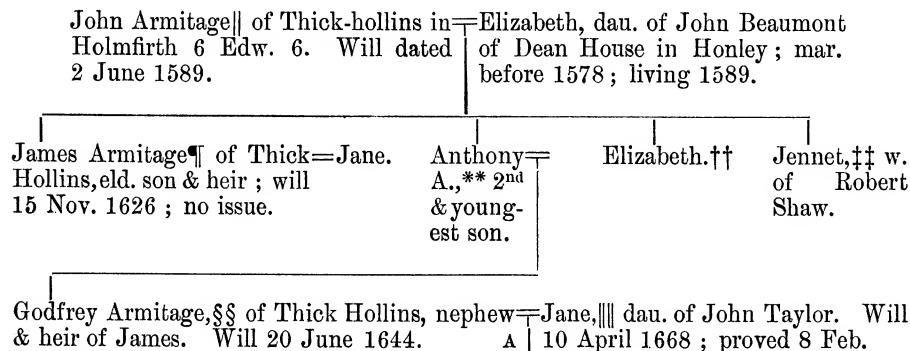 John Armitage‖ of Thick-hollins in╤Elizabeth, dau. of John Beaumont
Holmfirth 6 Edw. 6. Will dated of Dean House in Honley ; mar.
2 June 1589. before 1578 ; living 1589.
James Armitage¶ of Thick=Jane. Anthony╤ Elizabeth.†† Jennet,‡‡ w.
Hollins, eld. son & heir ; will A.,** 2nd of Robert
15 Nov. 1626 ; no issue. & young- Shaw.
est son.
Godfrey Armitage,§§ of Thick Hollins, nephew╤Jane,‖‖ dau. of John Taylor. Will
& heir of James. Will 20 June 1644. A 10 April 1668 ; proved 8 Feb.